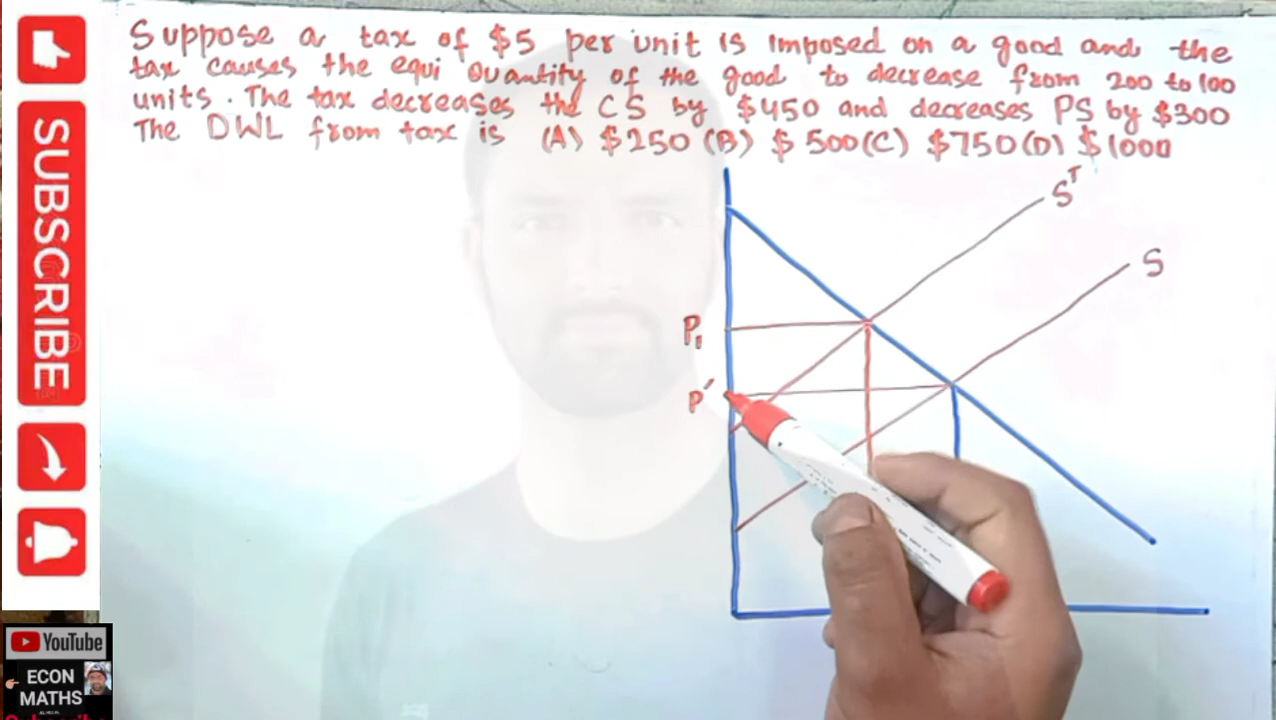 Suppose a tax of $5 per unit is imposed on a good and the
tax causes the equi Quantity of the good to decrease from 200 to 100
units. The tax decreases the CS by $450 and decreases PS by $300
The DWL from tax is (A) $250 (B) $500 (C) $750 (D) $1000
S^T
S
P₁
P′
SUBSCRIBE
YouTube
ECON
MATHS